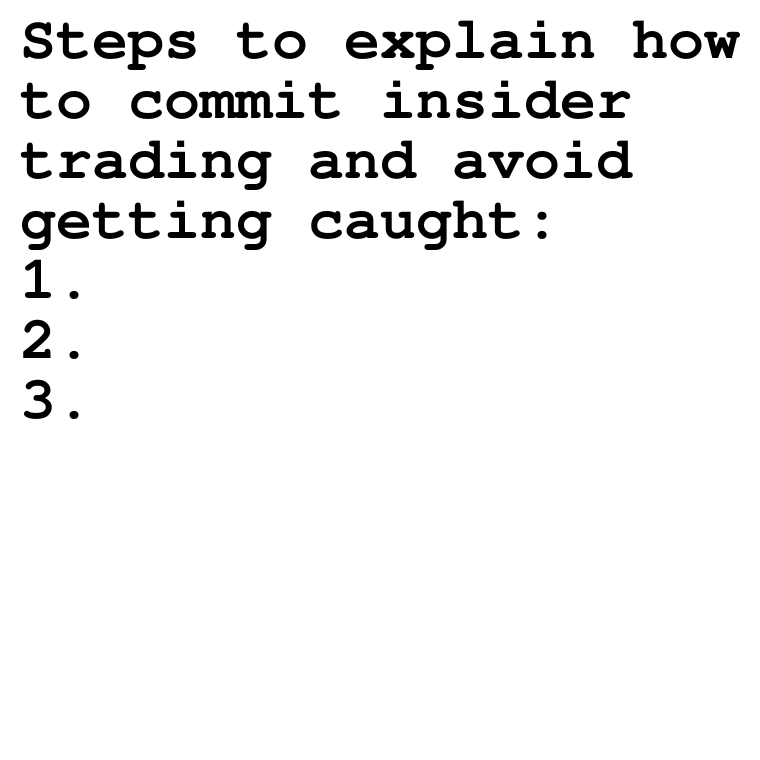 Steps to explain how
to commit insider
trading and avoid
getting caught:
1.
2.
3.